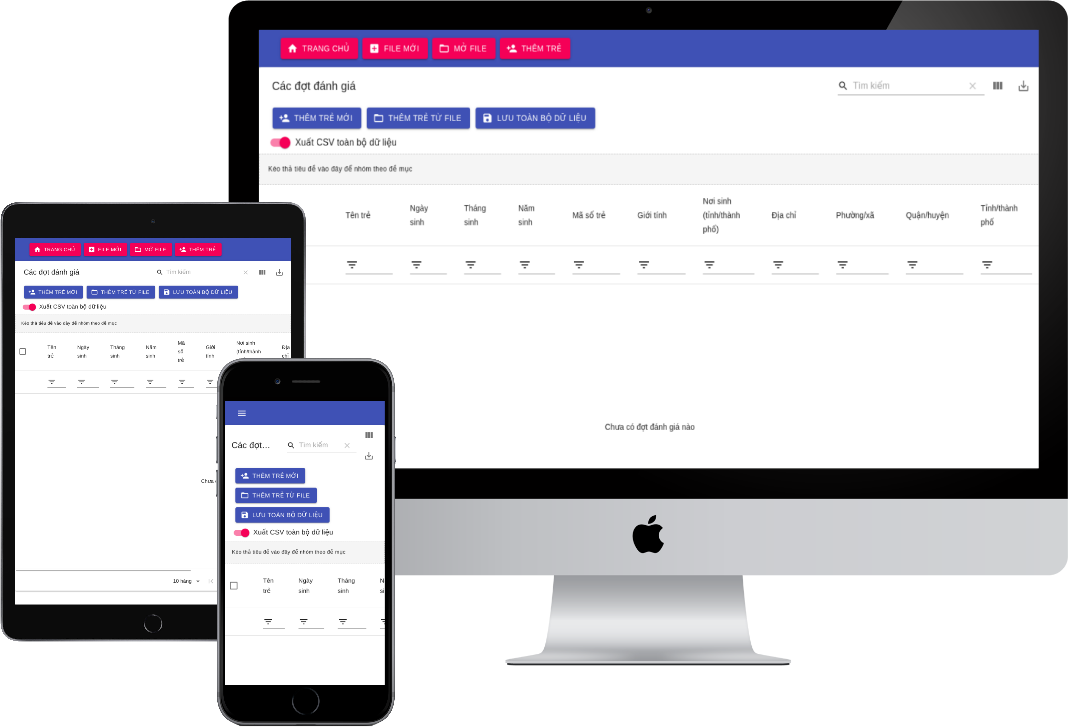 TRANG CHỦ FILE MỚI MỞ FILE THÊM TRẺ
Các đợt đánh giá
Tìm kiếm
THÊM TRẺ MỚI THÊM TRẺ TỪ FILE LƯU TOÀN BỘ DỮ LIỆU
Xuất CSV toàn bộ dữ liệu
Kéo thả tiêu đề vào đây để nhóm theo đề mục
Tên trẻ
Ngày
sinh
Tháng
sinh
Năm
sinh
Mã số trẻ
Giới tính
Nơi sinh
(tỉnh/thành
phố)
Địa chỉ
Phường/xã
Quận/huyện
Tỉnh/thành
phố
Chưa có đợt đánh giá nào
TRANG CHỦ FILE MỚI MỞ FILE THÊM TRẺ
Các đợt đánh giá
Tìm kiếm
THÊM TRẺ MỚI THÊM TRẺ TỪ FILE LƯU TOÀN BỘ DỮ LIỆU
Xuất CSV toàn bộ dữ liệu
Kéo thả tiêu đề vào đây để nhóm theo đề mục
Tên
trẻ
Ngày
sinh
Tháng
sinh
Năm
sinh
Mã
số
trẻ
Giới
tính
Nơi sinh
(tỉnh/thành
Địa
chỉ
Chưa
10 hàng
Các đợt...
Tìm kiếm
THÊM TRẺ MỚI
THÊM TRẺ TỪ FILE
LƯU TOÀN BỘ DỮ LIỆU
Xuất CSV toàn bộ dữ liệu
Kéo thả tiêu đề vào đây để nhóm theo đề mục
Tên
trẻ
Ngày
sinh
Tháng
sinh